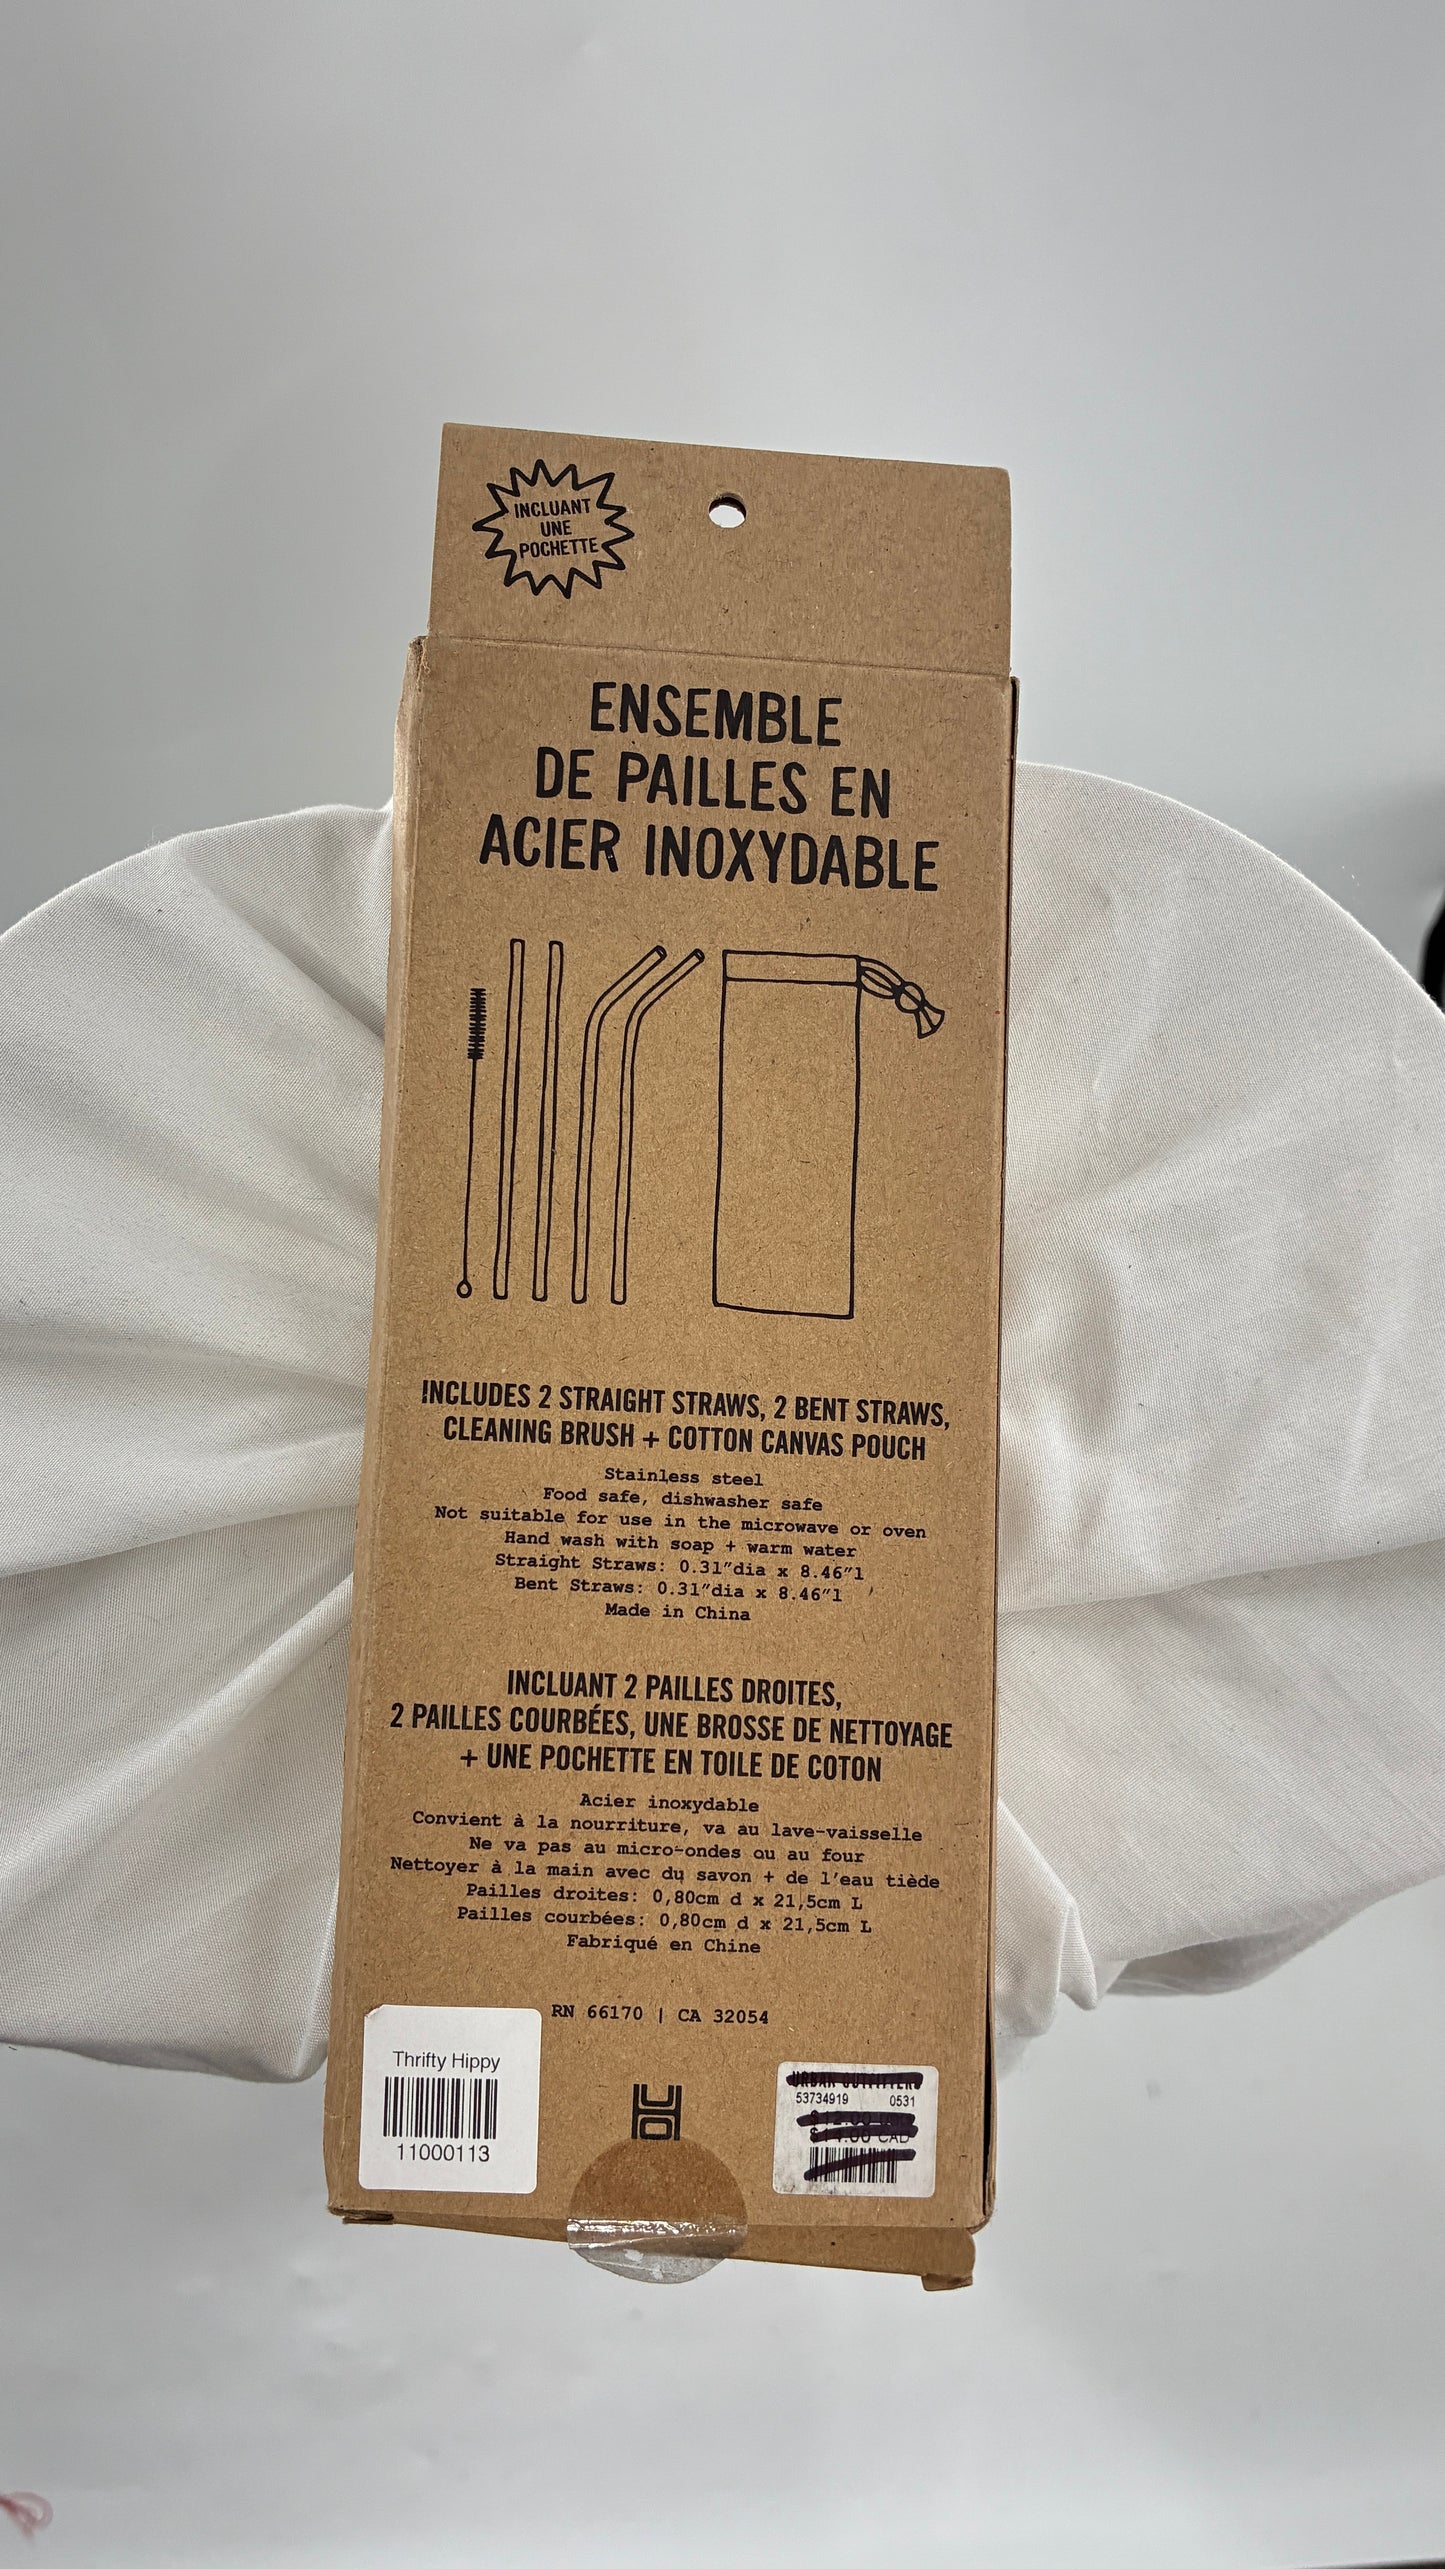 INCLUANT
UNE
POCHETTE
ENSEMBLE
DE PAILLES EN
ACIER INOXYDABLE
INCLUDES 2 STRAIGHT STRAWS, 2 BENT STRAWS,
CLEANING BRUSH + COTTON CANVAS POUCH
Stainless steel
Food safe, dishwasher safe
Not suitable for use in the microwave or oven
Hand wash with soap + warm water
Straight Straws: 0.31"dia x 8.46"l
Bent Straws: 0.31"dia x 8.46"l
Made in China
INCLUANT 2 PAILLES DROITES,
2 PAILLES COURBÉES, UNE BROSSE DE NETTOYAGE
+ UNE POCHETTE EN TOILE DE COTON
Acier inoxydable
Convient à la nourriture, va au lave-vaisselle
Ne va pas au micro-ondes ou au four
Nettoyer à la main avec du savon + de l'eau tiède
Pailles droites: 0,80cm d x 21,5cm L
Pailles courbées: 0,80cm d x 21,5cm L
Fabriqué en Chine
RN 66170 | CA 32054
Thrifty Hippy
11000113
UO
URBAN OUTFITTERS
53734919 0531
$14.00 CAD